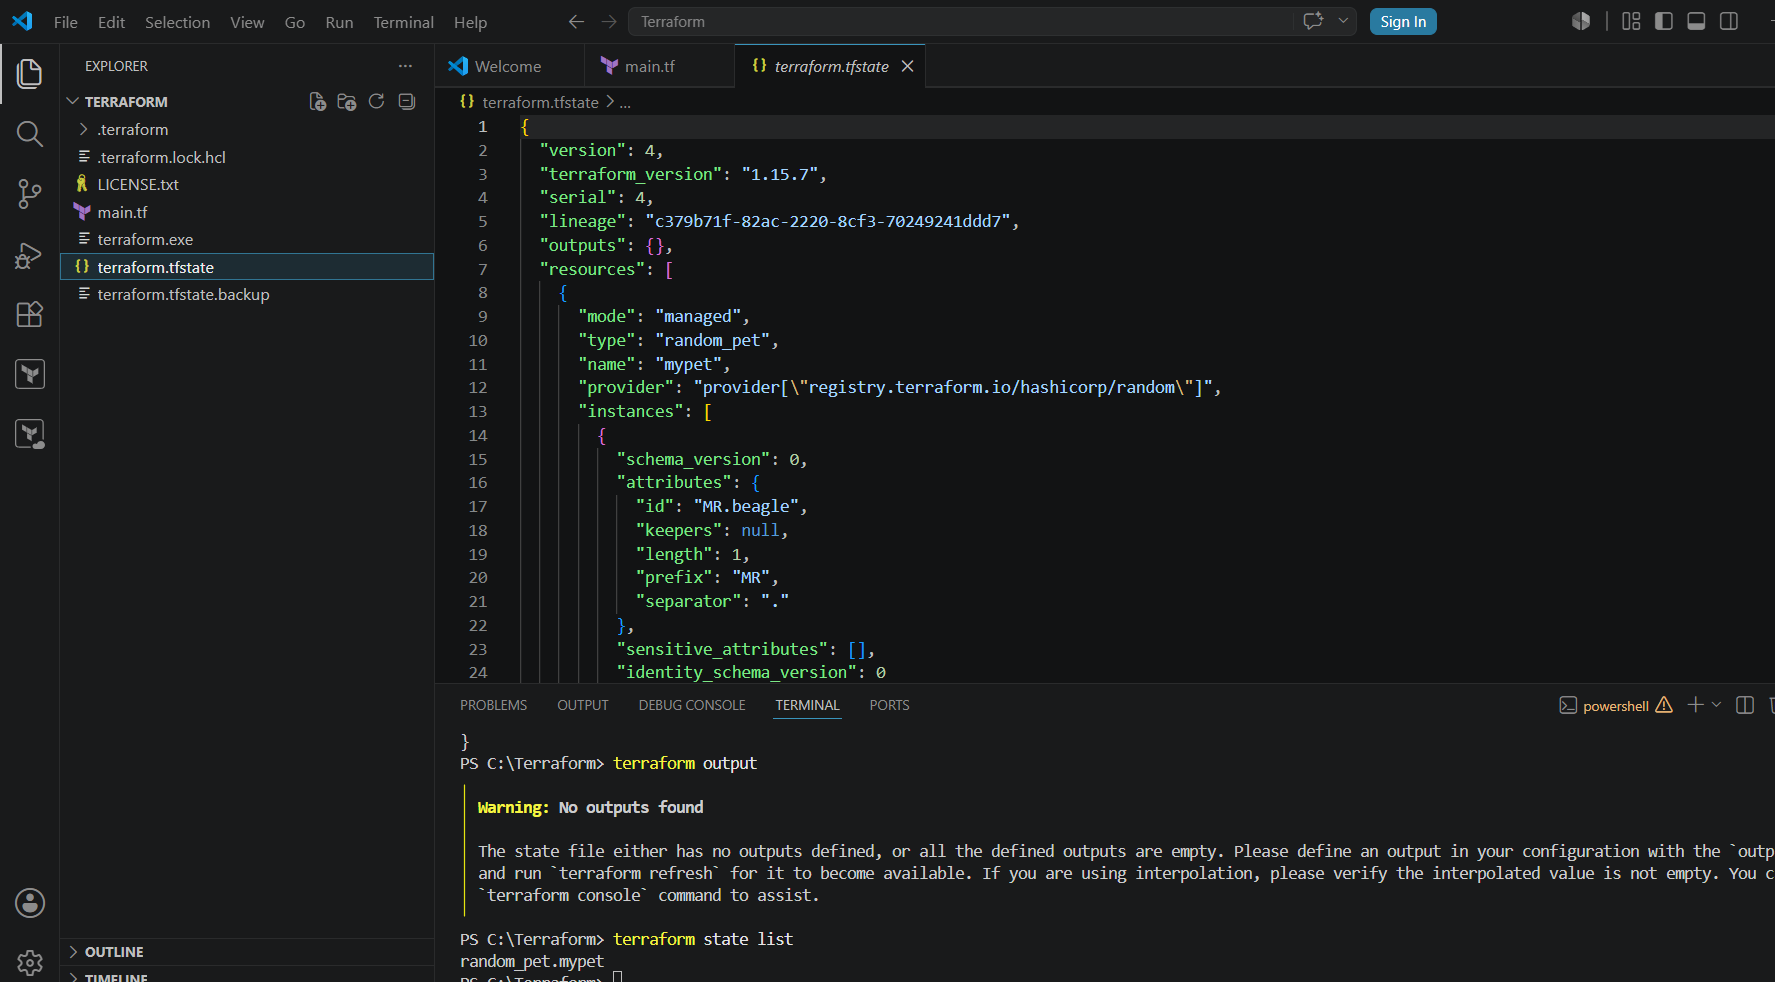 File Edit Selection View Go Run Terminal Help
Terraform
Sign In
EXPLORER
Welcome
main.tf
terraform.tfstate
TERRAFORM
.terraform
.terraform.lock.hcl
LICENSE.txt
main.tf
terraform.exe
terraform.tfstate
terraform.tfstate.backup
OUTLINE
TIMELINE
{} terraform.tfstate > ...
1 {
2 "version": 4,
3 "terraform_version": "1.15.7",
4 "serial": 4,
5 "lineage": "c379b71f-82ac-2220-8cf3-70249241ddd7",
6 "outputs": {},
7 "resources": [
8 {
9 "mode": "managed",
10 "type": "random_pet",
11 "name": "mypet",
12 "provider": "provider[\"registry.terraform.io/hashicorp/random\"]",
13 "instances": [
14 {
15 "schema_version": 0,
16 "attributes": {
17 "id": "MR.beagle",
18 "keepers": null,
19 "length": 1,
20 "prefix": "MR",
21 "separator": "."
22 },
23 "sensitive_attributes": [],
24 "identity_schema_version": 0
PROBLEMS OUTPUT DEBUG CONSOLE TERMINAL PORTS
powershell
}
PS C:\Terraform> terraform output
Warning: No outputs found
The state file either has no outputs defined, or all the defined outputs are empty. Please define an output in your configuration with the `outp
and run `terraform refresh` for it to become available. If you are using interpolation, please verify the interpolated value is not empty. You c
`terraform console` command to assist.
PS C:\Terraform> terraform state list
random_pet.mypet
PS C:\Terraform>